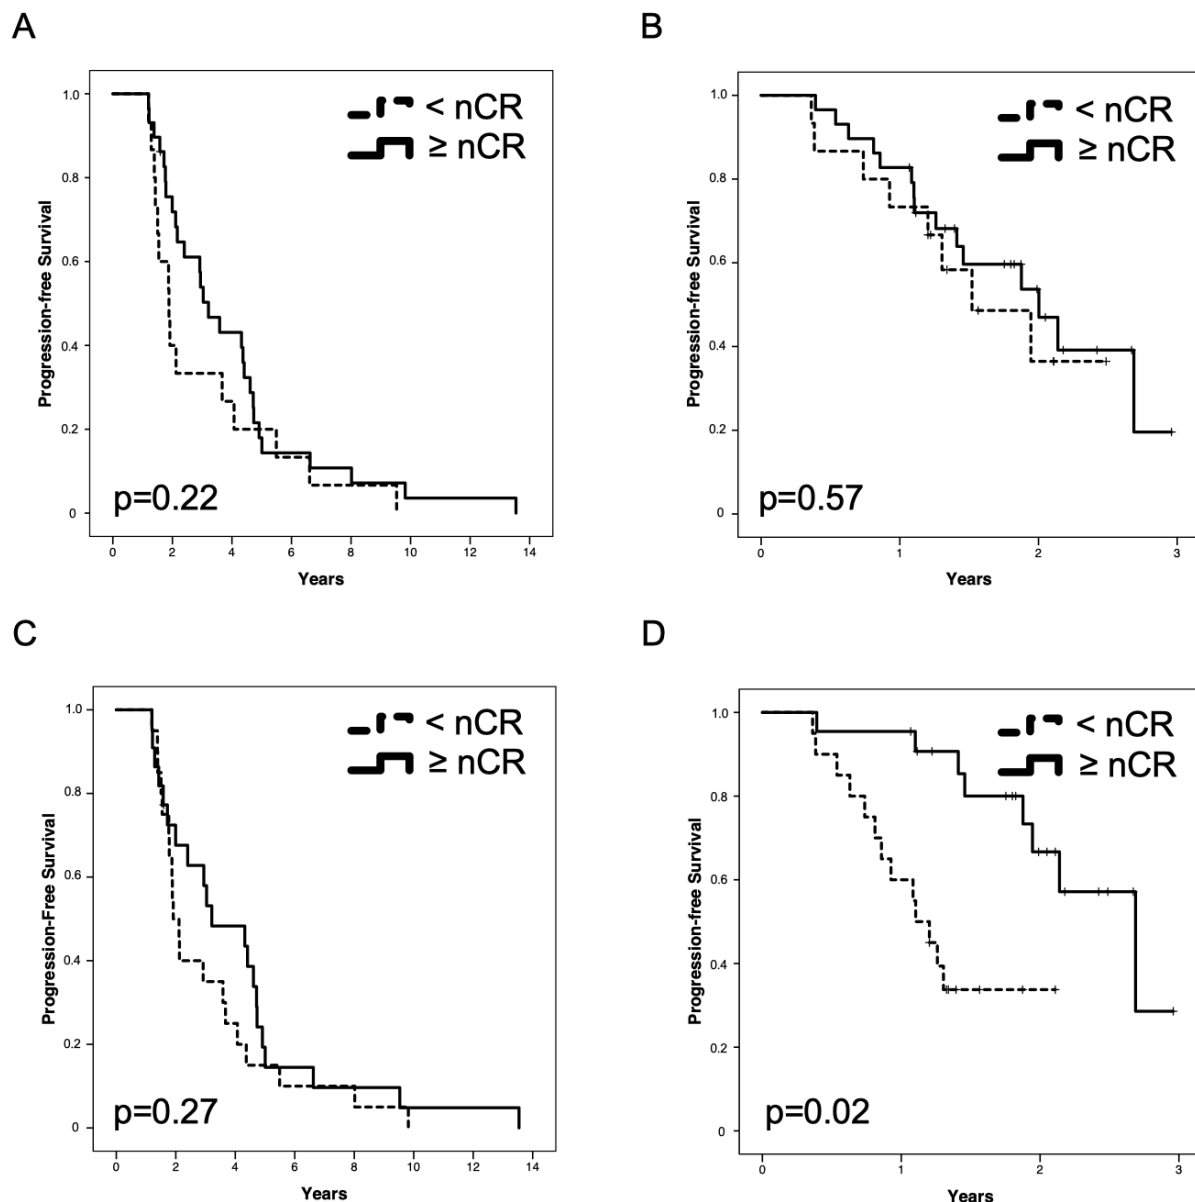 A
Progression-free Survival
1.0
0.8
0.6
0.4
0.2
0
< nCR
≥ nCR
p=0.22
0 2 4 6 8 10 12 14
Years
B
Progression-free Survival
1.0
0.8
0.6
0.4
0.2
0
< nCR
≥ nCR
p=0.57
0 1 2 3
Years
C
Progression-Free Survival
1.0
0.8
0.6
0.4
0.2
0
< nCR
≥ nCR
p=0.27
0 2 4 6 8 10 12 14
Years
D
Progression-free Survival
1.0
0.8
0.6
0.4
0.2
0
< nCR
≥ nCR
p=0.02
0 1 2 3
Years